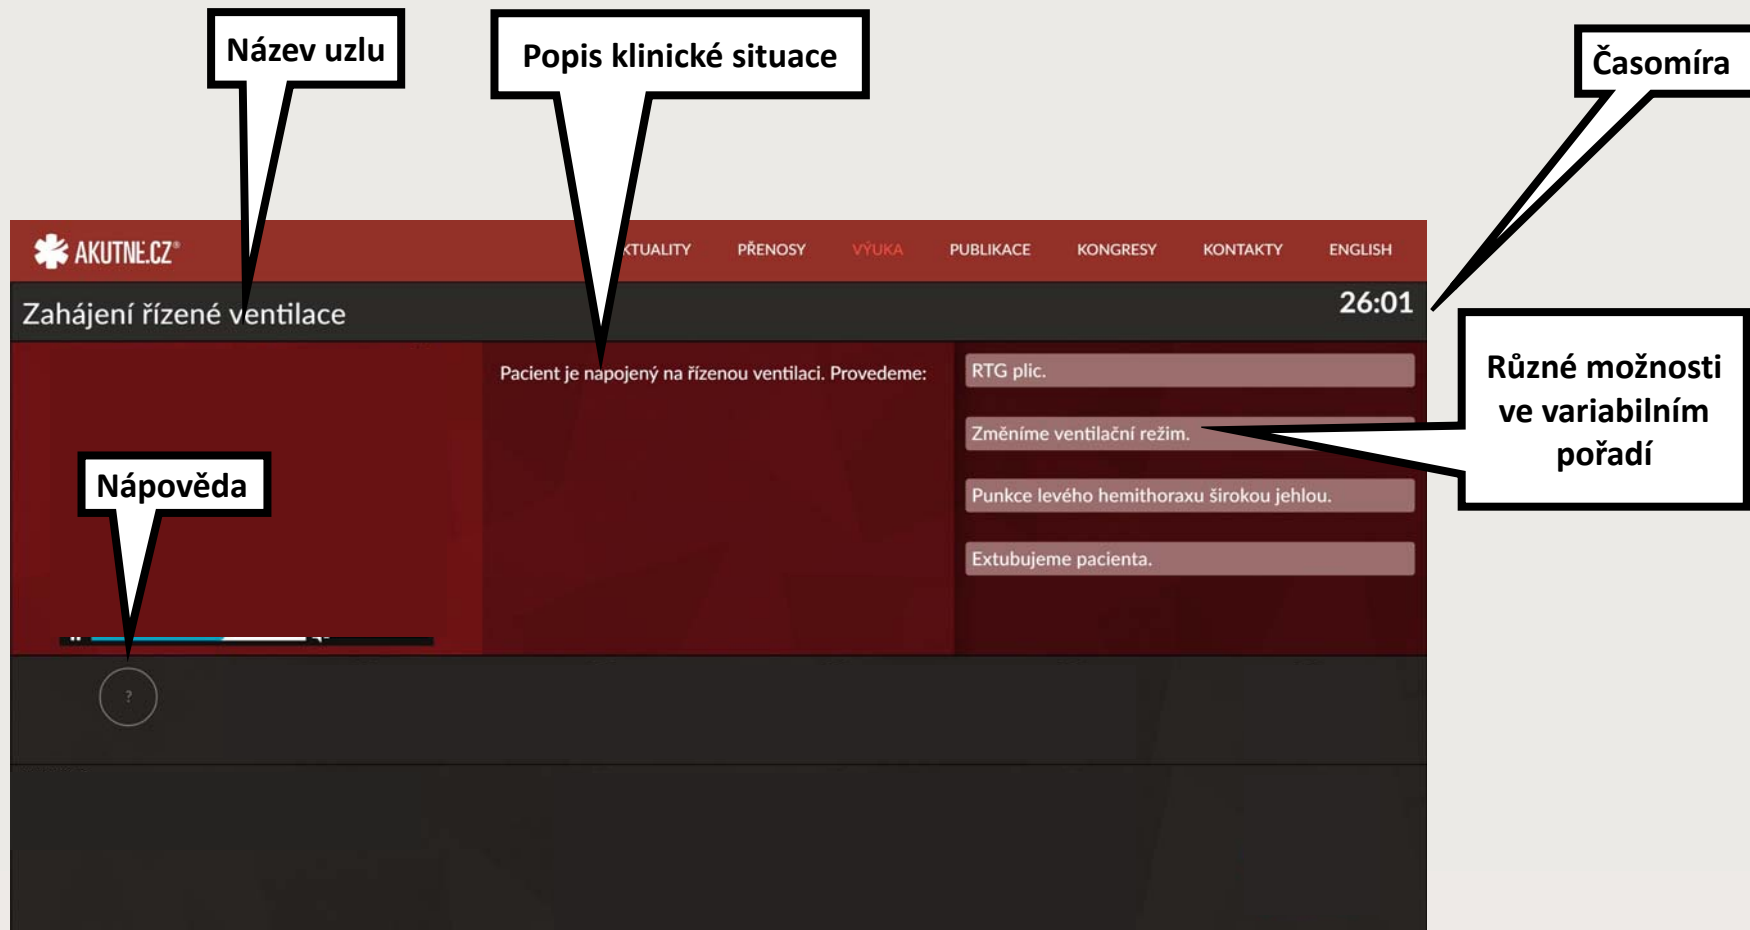 Název uzlu
Popis klinické situace
Časomíra
AKUTNĚ.CZ®
KTUALITY PŘENOSY VÝUKA PUBLIKACE KONGRESY KONTAKTY ENGLISH
Zahájení řízené ventilace
26:01
Pacient je napojený na řízenou ventilaci. Provedeme:
RTG plic.
Změníme ventilační režim.
Punkce levého hemithoraxu širokou jehlou.
Extubujeme pacienta.
Různé možnosti
ve variabilním
pořadí
Nápověda
?